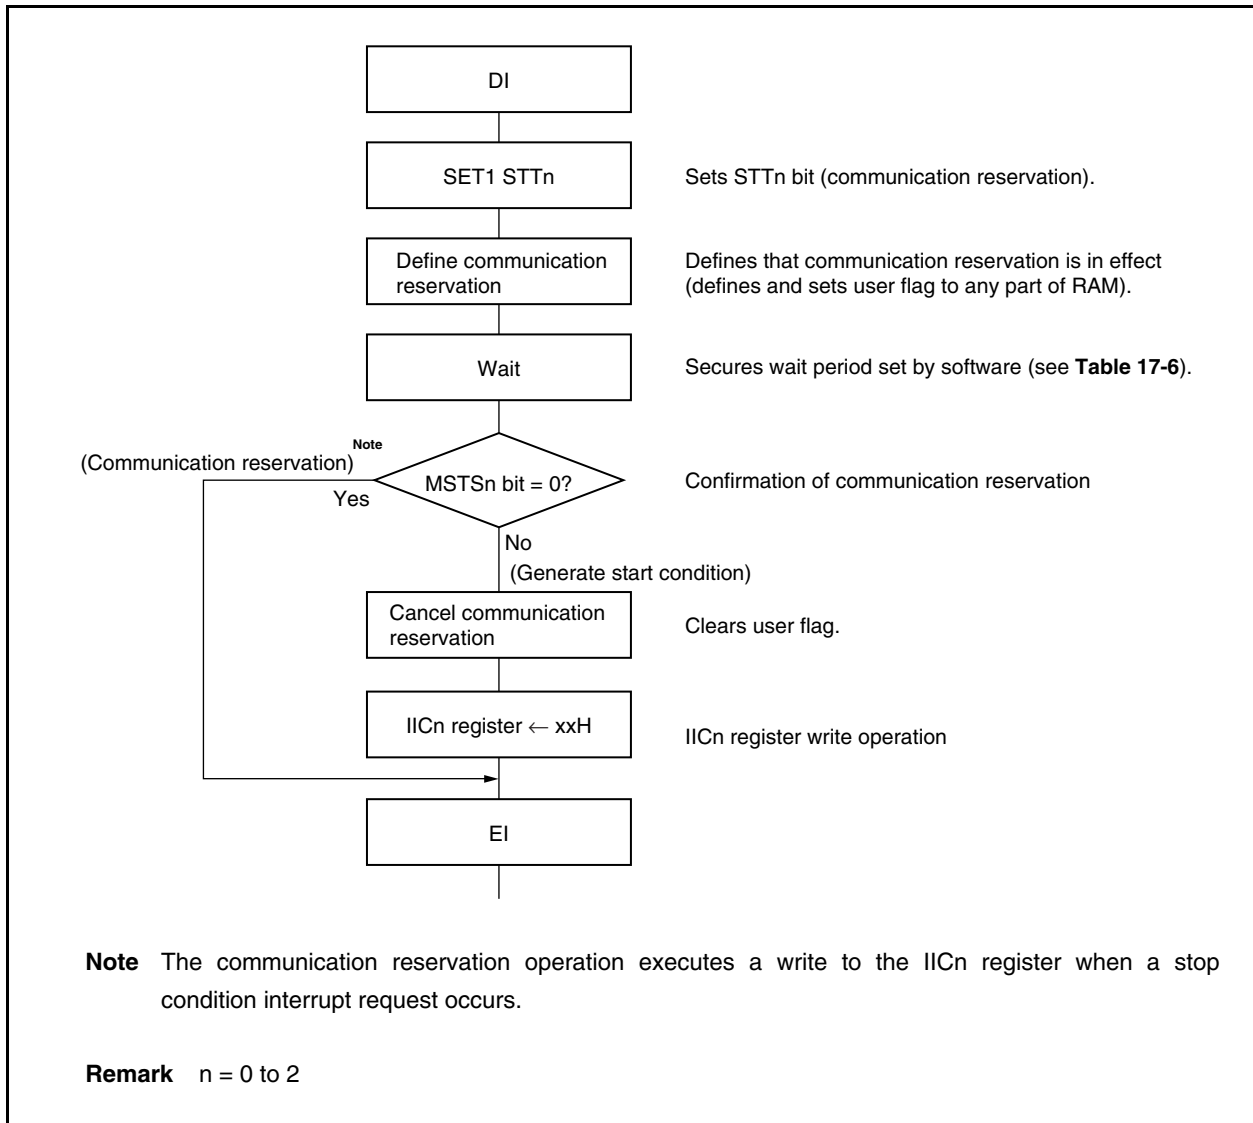 DI
SET1 STTn
Sets STTn bit (communication reservation).
Define communication
reservation
Defines that communication reservation is in effect
(defines and sets user flag to any part of RAM).
Wait
Secures wait period set by software (see Table 17-6).
(Communication reservation)Note
Yes
MSTSn bit = 0?
Confirmation of communication reservation
No
(Generate start condition)
Cancel communication
reservation
Clears user flag.
IICn register ← xxH
IICn register write operation
EI
Note The communication reservation operation executes a write to the IICn register when a stop
condition interrupt request occurs.
Remark n = 0 to 2